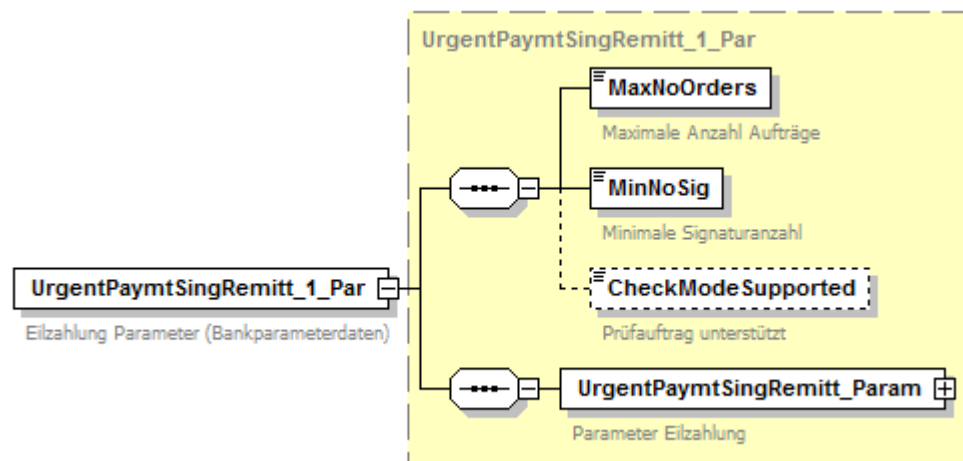 UrgentPaymtSingRemitt_1_Par
MaxNoOrders
Maximale Anzahl Aufträge
MinNoSig
Minimale Signaturanzahl
UrgentPaymtSingRemitt_1_Par
Eilzahlung Parameter (Bankparameterdaten)
CheckModeSupported
Prüfauftrag unterstützt
UrgentPaymtSingRemitt_Param
Parameter Eilzahlung